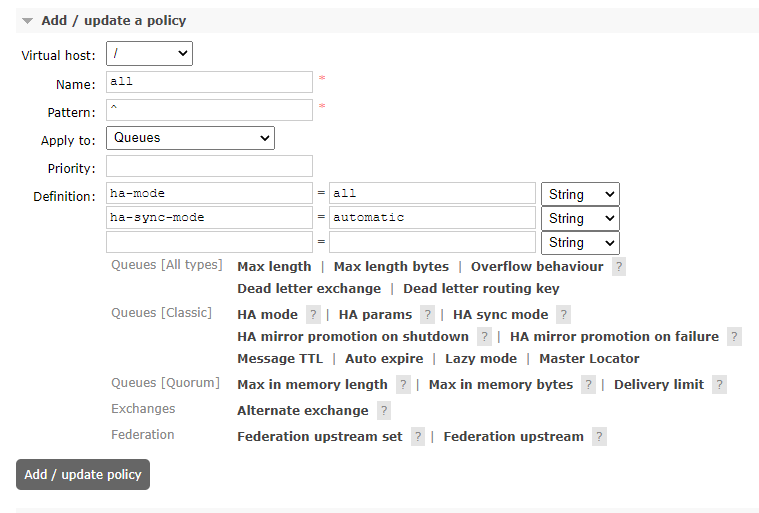 Add / update a policy
Virtual host: /
Name: all *
Pattern: ^ *
Apply to: Queues
Priority:
Definition: ha-mode = all String
ha-sync-mode = automatic String
= String
Queues [All types] Max length | Max length bytes | Overflow behaviour ?
Dead letter exchange | Dead letter routing key
Queues [Classic] HA mode ? | HA params ? | HA sync mode ?
HA mirror promotion on shutdown ? | HA mirror promotion on failure ?
Message TTL | Auto expire | Lazy mode | Master Locator
Queues [Quorum] Max in memory length ? | Max in memory bytes ? | Delivery limit ?
Exchanges Alternate exchange ?
Federation Federation upstream set ? | Federation upstream ?
Add / update policy